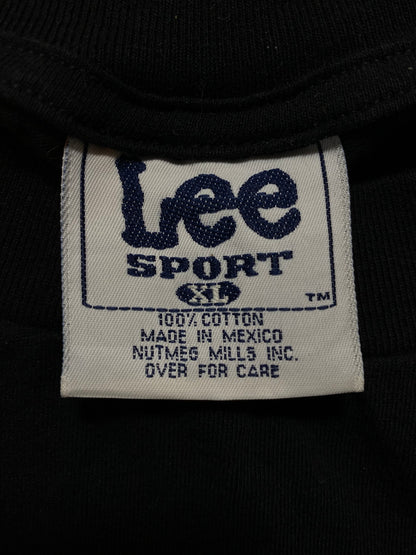 Lee
SPORT
XL
TM
100% COTTON
MADE IN MEXICO
NUTMEG MILLS INC.
OVER FOR CARE